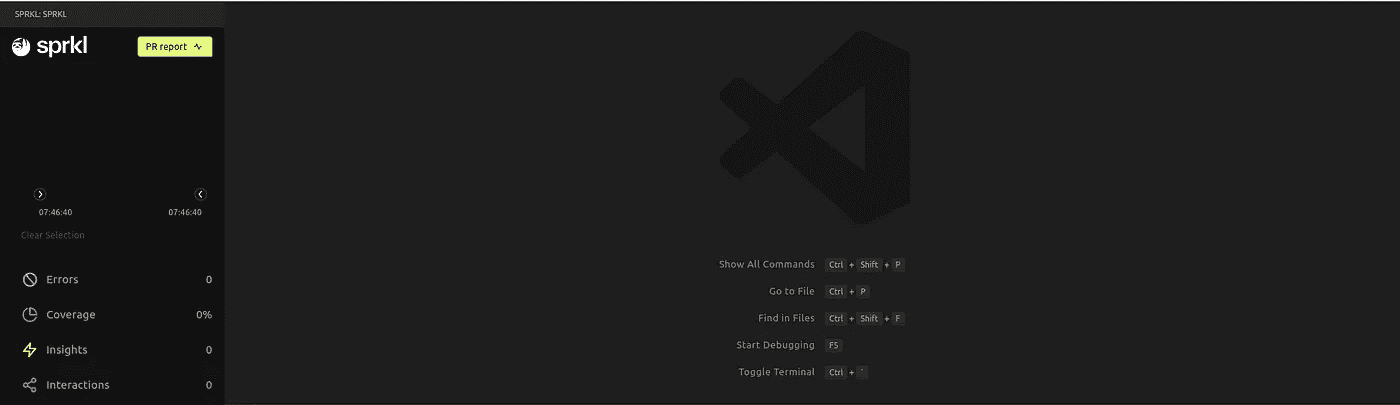 SPRKL: SPRKL
sprkl
PR report
07:46:40 07:46:40
Clear Selection
Errors 0
Coverage 0%
Insights 0
Interactions 0
Show All Commands Ctrl + Shift + P
Go to File Ctrl + P
Find in Files Ctrl + Shift + F
Start Debugging F5
Toggle Terminal Ctrl + `